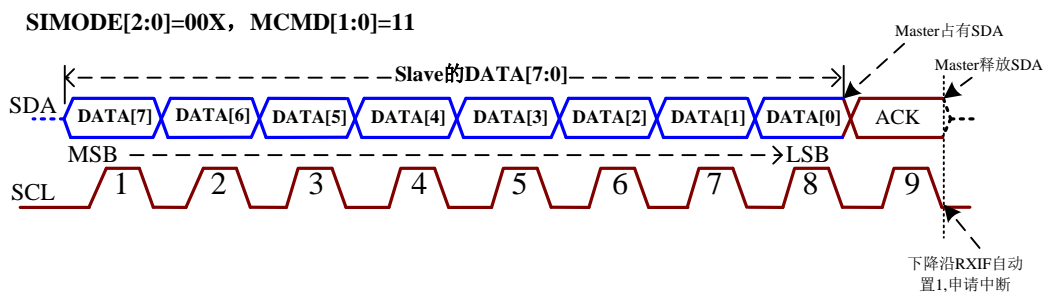 SIMODE[2:0]=00X，MCMD[1:0]=11
Master占有SDA
Slave的DATA[7:0]
Master释放SDA
SDA
DATA[7] DATA[6] DATA[5] DATA[4] DATA[3] DATA[2] DATA[1] DATA[0] ACK
MSB LSB
SCL
1 2 3 4 5 6 7 8 9
下降沿RXIF自动
置1,申请中断